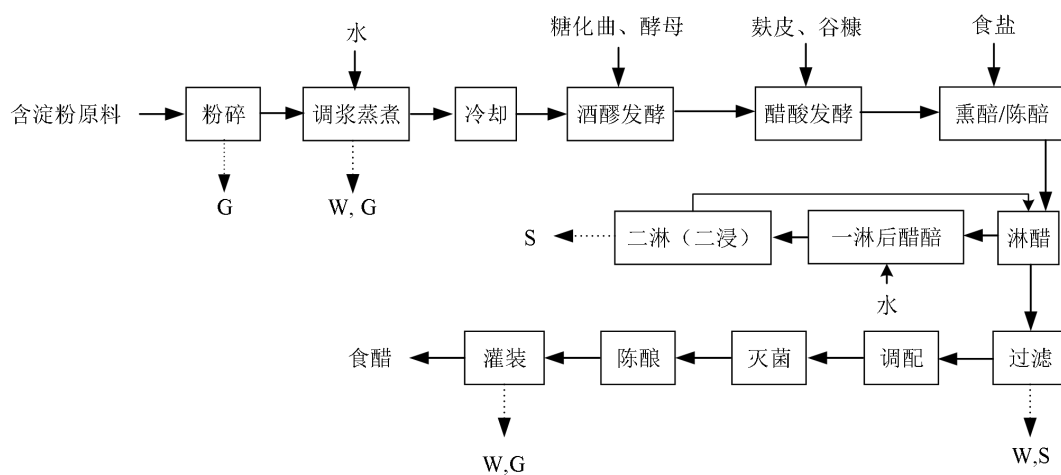 水
糖化曲、酵母
麸皮、谷糠
食盐
含淀粉原料
粉碎
调浆蒸煮
冷却
酒醪发酵
醋酸发酵
熏醅/陈醅
G
W, G
S
二淋（二浸）
一淋后醋醅
淋醋
水
食醋
灌装
陈酿
灭菌
调配
过滤
W,G
W,S